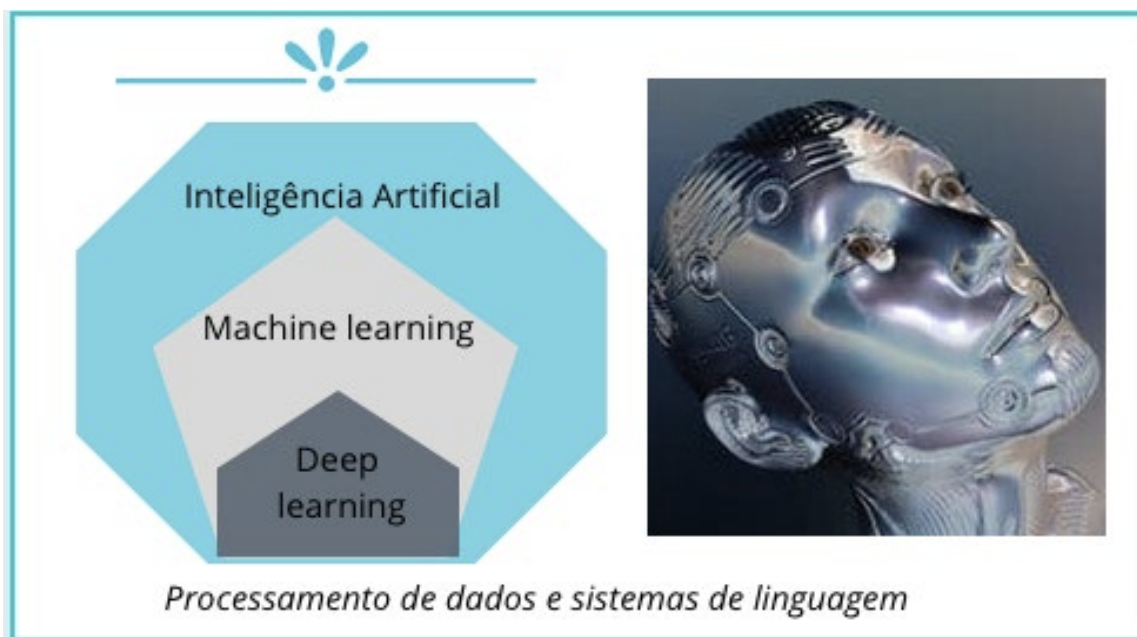 Inteligência Artificial
Machine learning
Deep
learning
Processamento de dados e sistemas de linguagem